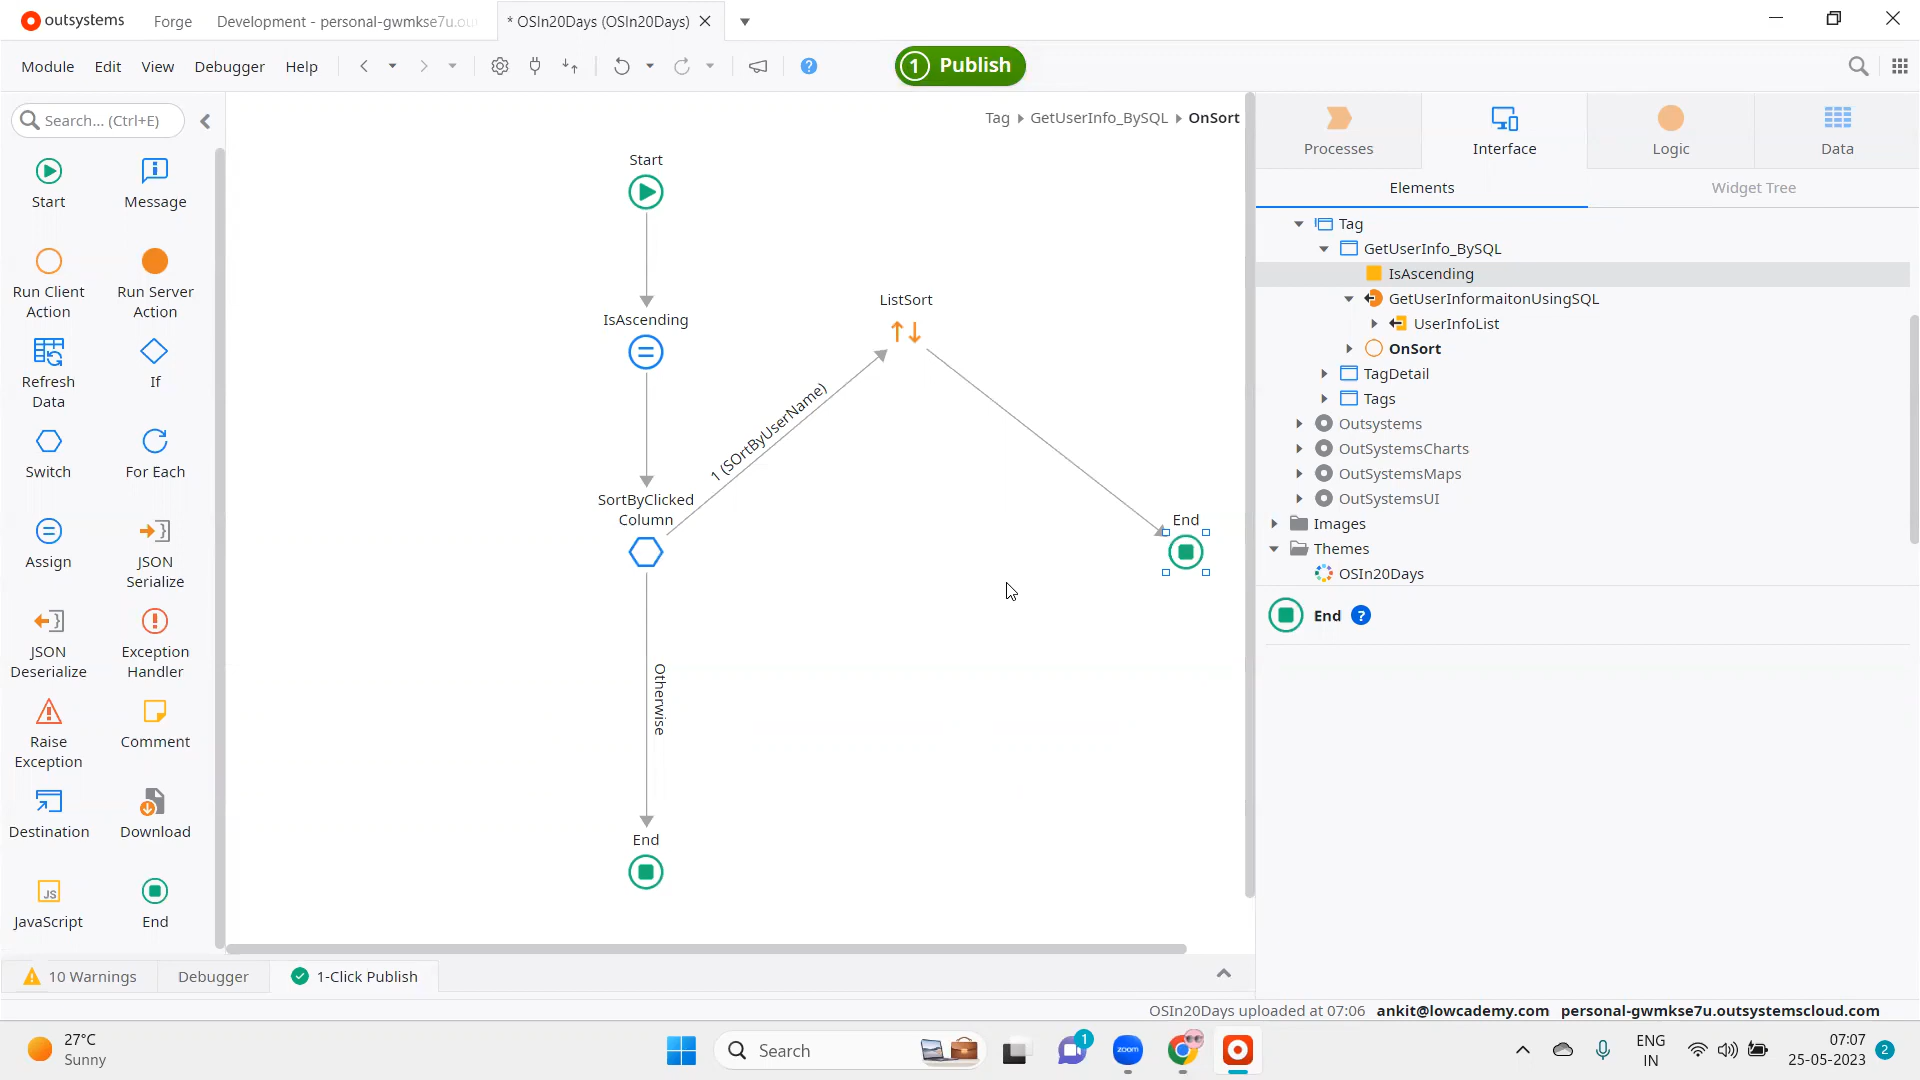 outsystems
Forge
Development - personal-gwmkse7u.ou
* OSIn20Days (OSIn20Days)
Module
Edit
View
Debugger
Help
1
Publish
Search... (Ctrl+E)
Start
Message
Run Client
Action
Run Server
Action
Refresh
Data
If
Switch
For Each
Assign
JSON
Serialize
JSON
Deserialize
Exception
Handler
Raise
Exception
Comment
Destination
Download
JS
JavaScript
End
Tag
GetUserInfo_BySQL
OnSort
Start
IsAscending
ListSort
1 (SOrtByUserName)
SortByClicked
Column
End
Otherwise
End
Processes
Interface
Logic
Data
Elements
Widget Tree
Tag
GetUserInfo_BySQL
IsAscending
GetUserInformaitonUsingSQL
UserInfoList
OnSort
TagDetail
Tags
Outsystems
OutSystemsCharts
OutSystemsMaps
OutSystemsUI
Images
Themes
OSIn20Days
End
?
10 Warnings
Debugger
1-Click Publish
OSIn20Days uploaded at 07:06
ankit@lowcademy.com
personal-gwmkse7u.outsystemscloud.com
27°C
Sunny
Search
1
zoom
ENG
IN
07:07
25-05-2023
2